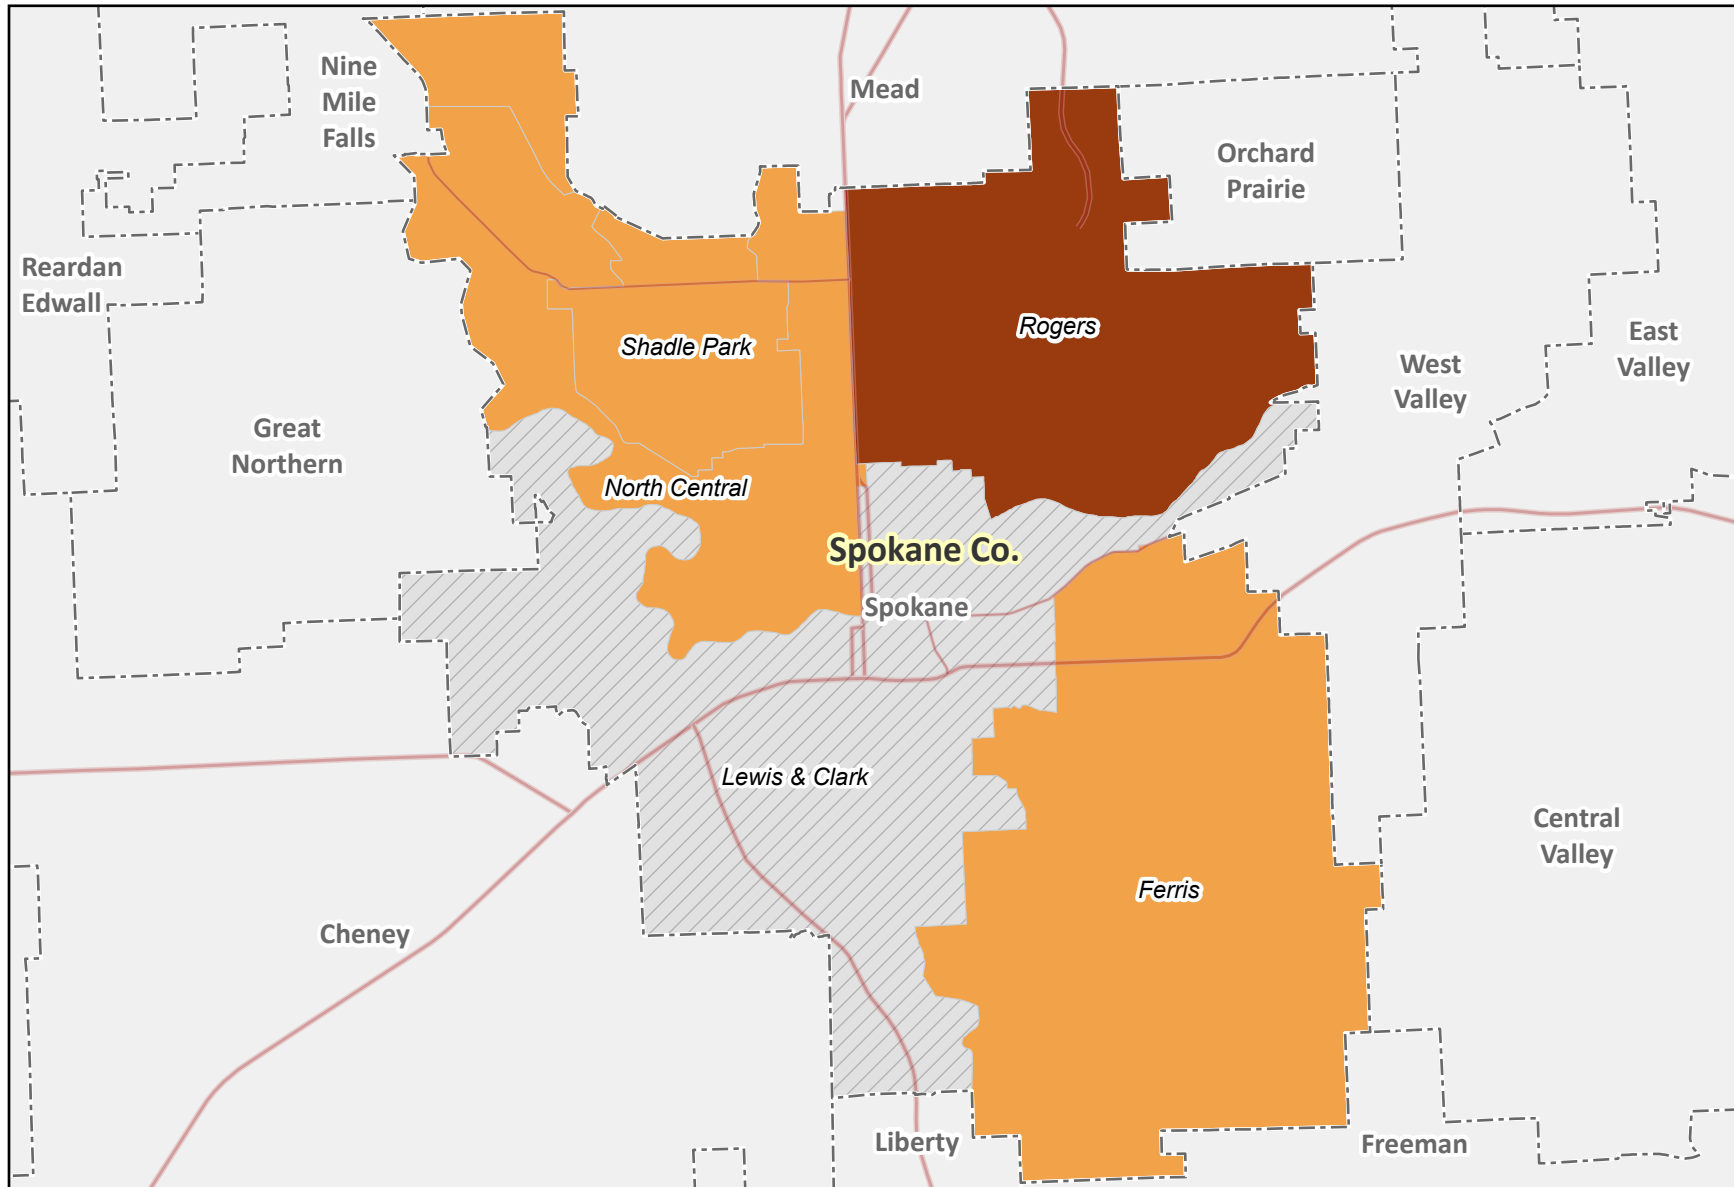 Nine
Mile
Falls
Mead
Orchard
Prairie
Reardan
Edwall
Rogers
Shadle Park
East
Valley
West
Valley
Great
Northern
North Central
Spokane Co.
Spokane
Lewis & Clark
Central
Valley
Ferris
Cheney
Liberty
Freeman